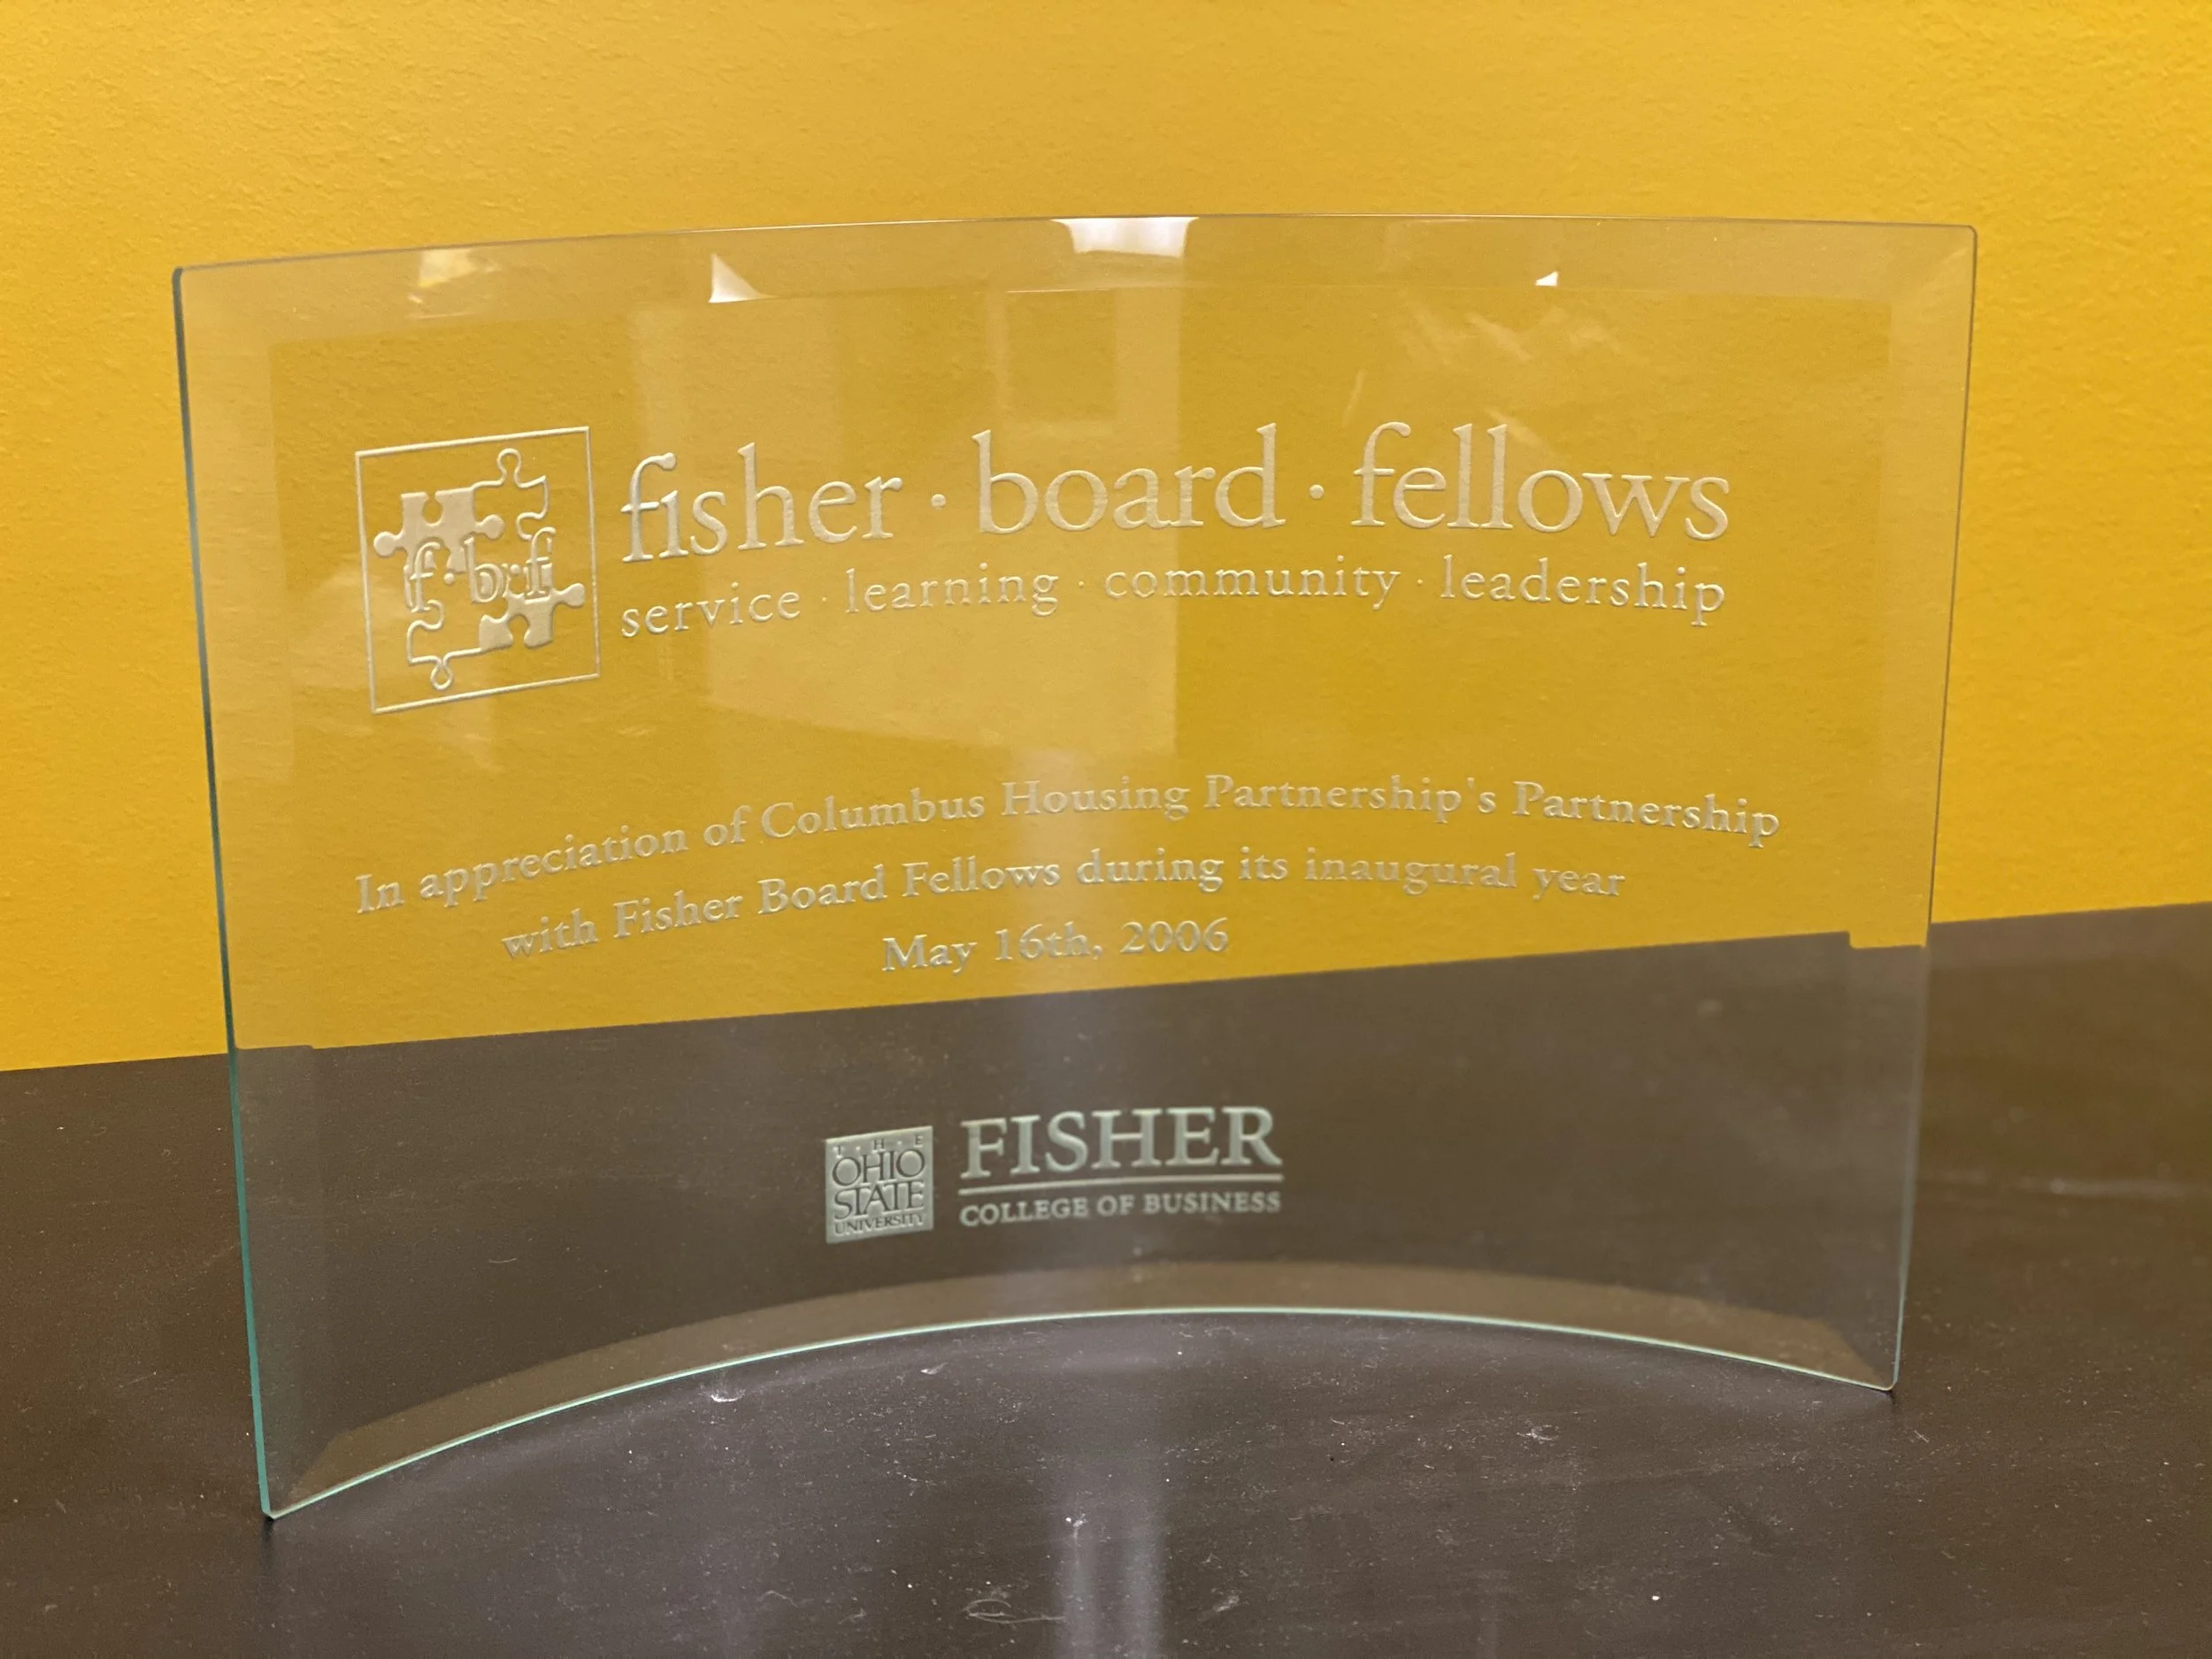 f·b·f
fisher · board · fellows
service · learning · community · leadership
In appreciation of Columbus Housing Partnership's Partnership
with Fisher Board Fellows during its inaugural year
May 16th, 2006
T · H · E
OHIO
STATE
UNIVERSITY
FISHER
COLLEGE OF BUSINESS